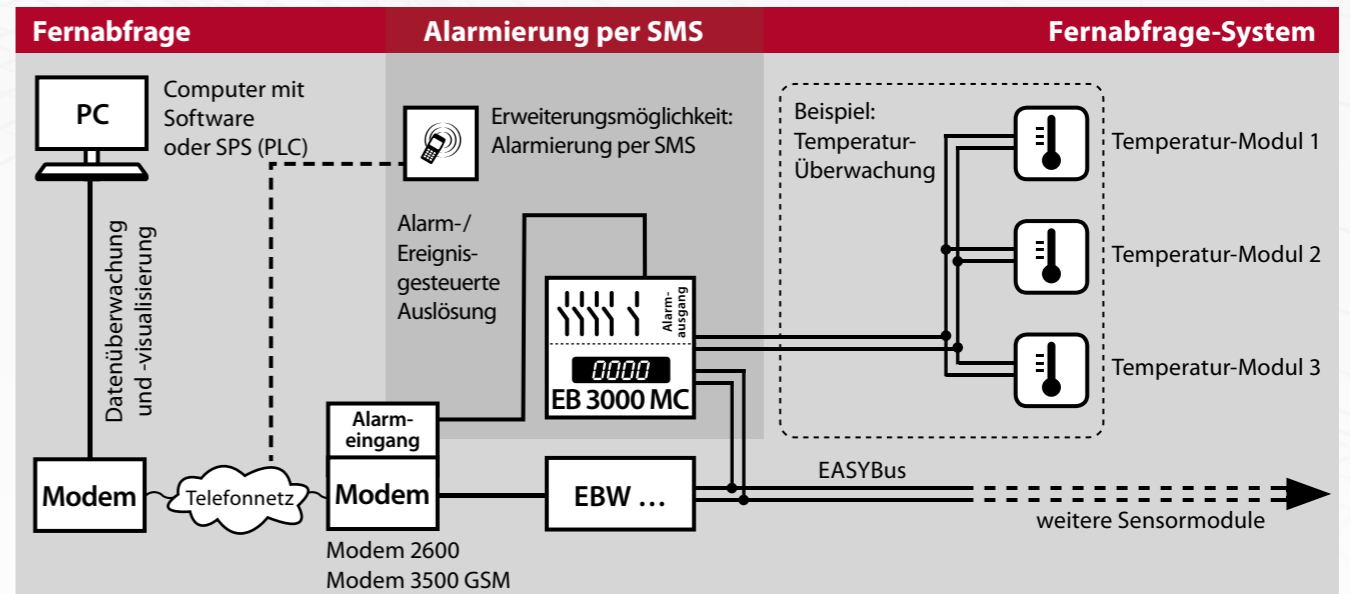 Fernabfrage
Alarmierung per SMS
Fernabfrage-System
PC
Computer mit
Software
oder SPS (PLC)
Erweiterungsmöglichkeit:
Alarmierung per SMS
Beispiel:
Temperatur-
Überwachung
Temperatur-Modul 1
Temperatur-Modul 2
Temperatur-Modul 3
Datenüberwachung
und -visualisierung
Alarm-/
Ereignis-
gesteuerte
Auslösung
Alarm-
ausgang
0000
EB 3000 MC
Alarm-
eingang
Modem
Telefonnetz
Modem
EBW ...
EASYBus
weitere Sensormodule
Modem 2600
Modem 3500 GSM